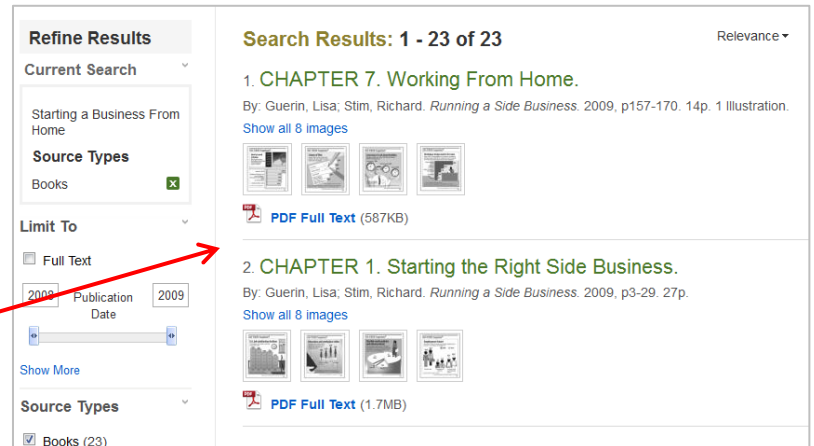 Refine Results
Current Search
Starting a Business From
Home
Source Types
Books
Limit To
Full Text
2009
Publication
Date
Show More
Source Types
Books (23)
Search Results: 1 - 23 of 23
Relevance
1. CHAPTER 7. Working From Home.
By: Guerin, Lisa; Stim, Richard. Running a Side Business. 2009, p157-170. 14p. 1 Illustration.
Show all 8 images
PDF Full Text (587KB)
2. CHAPTER 1. Starting the Right Side Business.
By: Guerin, Lisa; Stim, Richard. Running a Side Business. 2009, p3-29. 27p.
Show all 8 images
PDF Full Text (1.7MB)